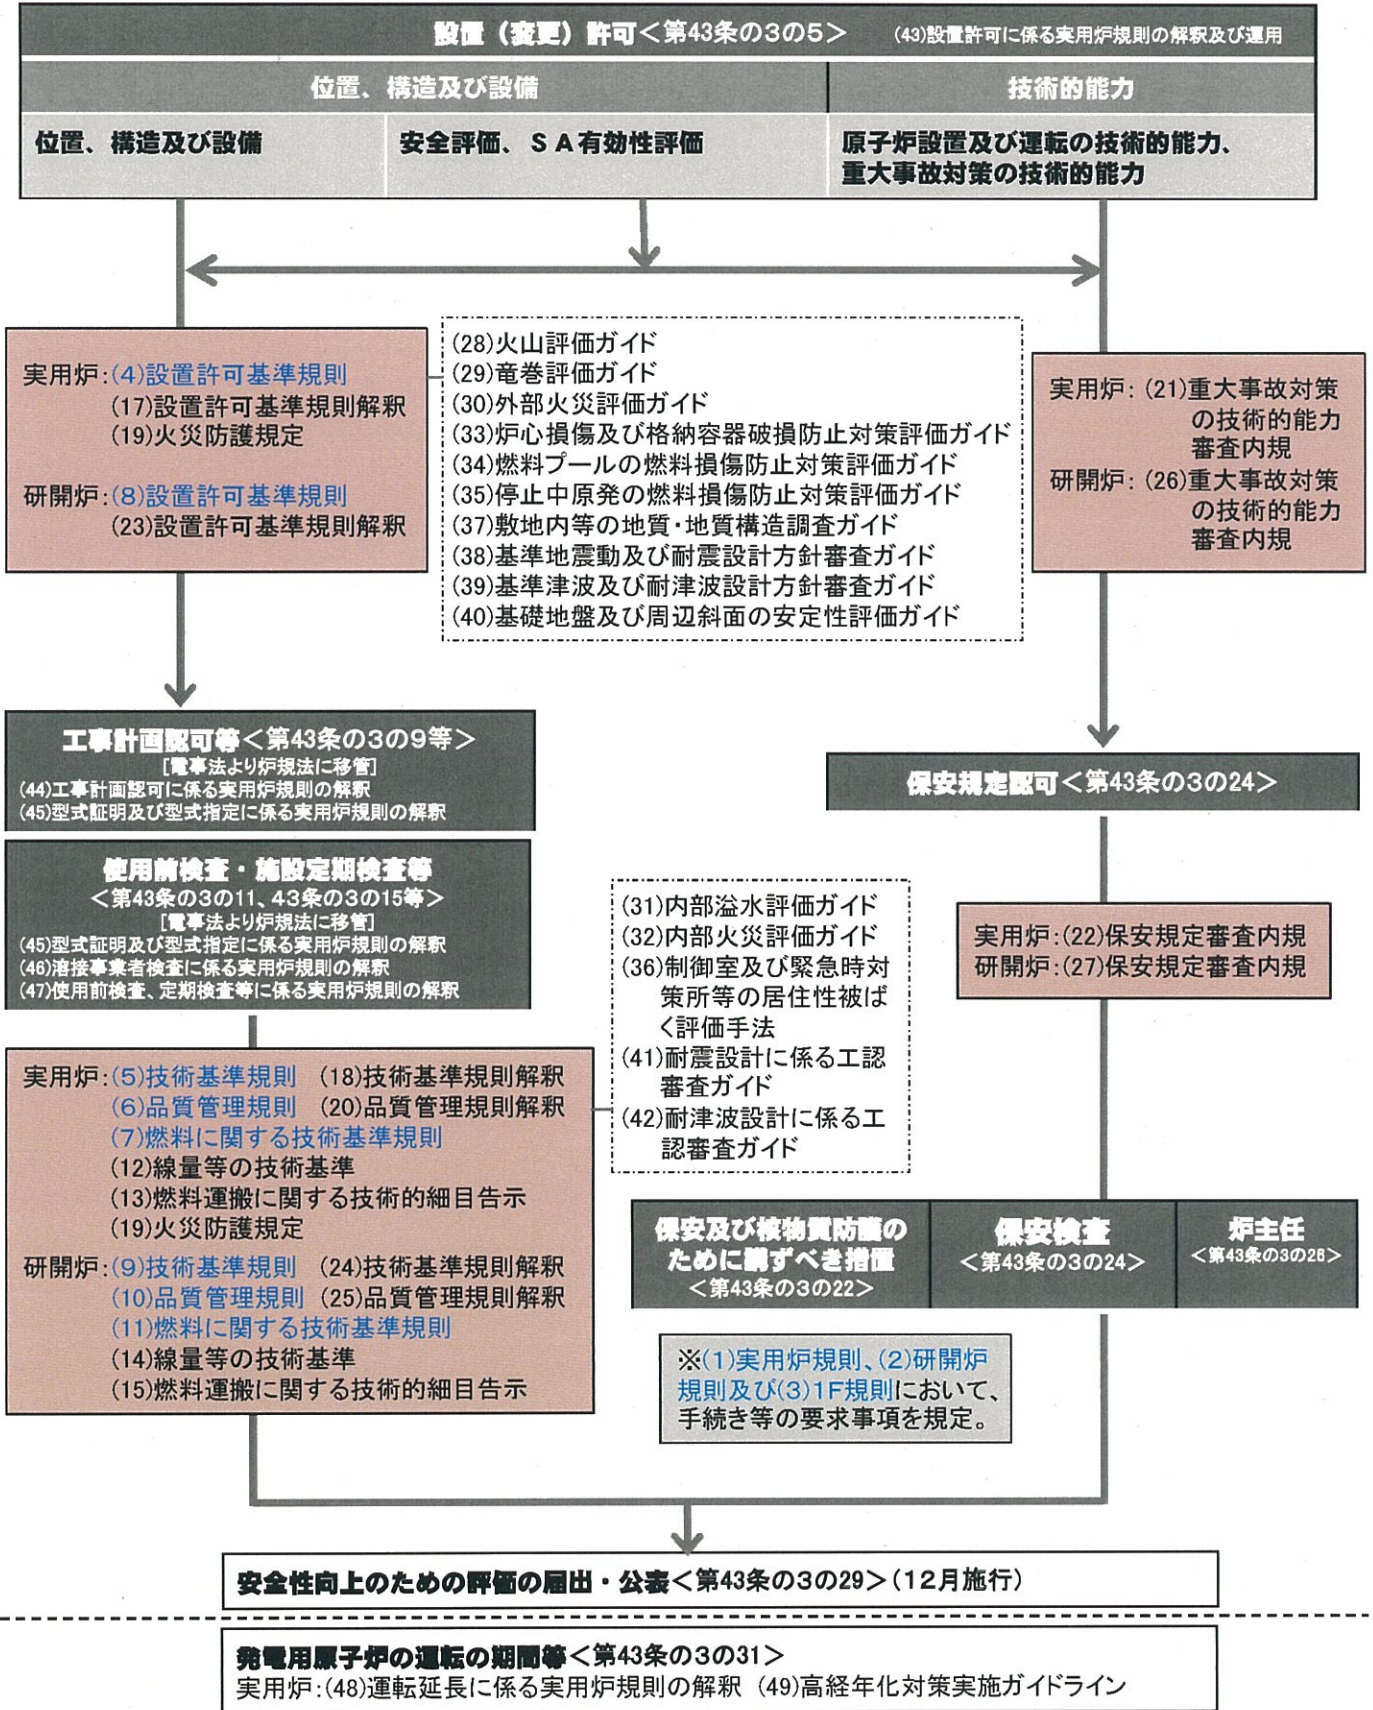 設置（変更）許可＜第43条の3の5＞　(43)設置許可に係る実用炉規則の解釈及び運用
位置、構造及び設備
技術的能力
位置、構造及び設備
安全評価、ＳＡ有効性評価
原子炉設置及び運転の技術的能力、
重大事故対策の技術的能力
実用炉:(4)設置許可基準規則
(17)設置許可基準規則解釈
(19)火災防護規定
研開炉:(8)設置許可基準規則
(23)設置許可基準規則解釈
(28)火山評価ガイド
(29)竜巻評価ガイド
(30)外部火災評価ガイド
(33)炉心損傷及び格納容器破損防止対策評価ガイド
(34)燃料プールの燃料損傷防止対策評価ガイド
(35)停止中原発の燃料損傷防止対策評価ガイド
(37)敷地内等の地質・地質構造調査ガイド
(38)基準地震動及び耐震設計方針審査ガイド
(39)基準津波及び耐津波設計方針審査ガイド
(40)基礎地盤及び周辺斜面の安定性評価ガイド
実用炉: (21)重大事故対策
の技術的能力
審査内規
研開炉: (26)重大事故対策
の技術的能力
審査内規
工事計画認可等＜第43条の3の9等＞
[電事法より炉規法に移管]
(44)工事計画認可に係る実用炉規則の解釈
(45)型式証明及び型式指定に係る実用炉規則の解釈
保安規定認可＜第43条の3の24＞
使用前検査・施設定期検査等
＜第43条の3の11、43条の3の15等＞
[電事法より炉規法に移管]
(45)型式証明及び型式指定に係る実用炉規則の解釈
(46)溶接事業者検査に係る実用炉規則の解釈
(47)使用前検査、定期検査等に係る実用炉規則の解釈
(31)内部溢水評価ガイド
(32)内部火災評価ガイド
(36)制御室及び緊急時対
策所等の居住性被ば
く評価手法
(41)耐震設計に係る工認
審査ガイド
(42)耐津波設計に係る工
認審査ガイド
実用炉:(22)保安規定審査内規
研開炉:(27)保安規定審査内規
実用炉:(5)技術基準規則　(18)技術基準規則解釈
(6)品質管理規則　(20)品質管理規則解釈
(7)燃料に関する技術基準規則
(12)線量等の技術基準
(13)燃料運搬に関する技術的細目告示
(19)火災防護規定
研開炉:(9)技術基準規則　(24)技術基準規則解釈
(10)品質管理規則　(25)品質管理規則解釈
(11)燃料に関する技術基準規則
(14)線量等の技術基準
(15)燃料運搬に関する技術的細目告示
保安及び核物質防護の
ために講ずべき措置
＜第43条の3の22＞
保安検査
＜第43条の3の24＞
炉主任
＜第43条の3の26＞
※(1)実用炉規則、(2)研開炉
規則及び(3)1F規則において、
手続き等の要求事項を規定。
安全性向上のための評価の届出・公表＜第43条の3の29＞(12月施行)
発電用原子炉の運転の期間等＜第43条の3の31＞
実用炉:(48)運転延長に係る実用炉規則の解釈 (49)高経年化対策実施ガイドライン